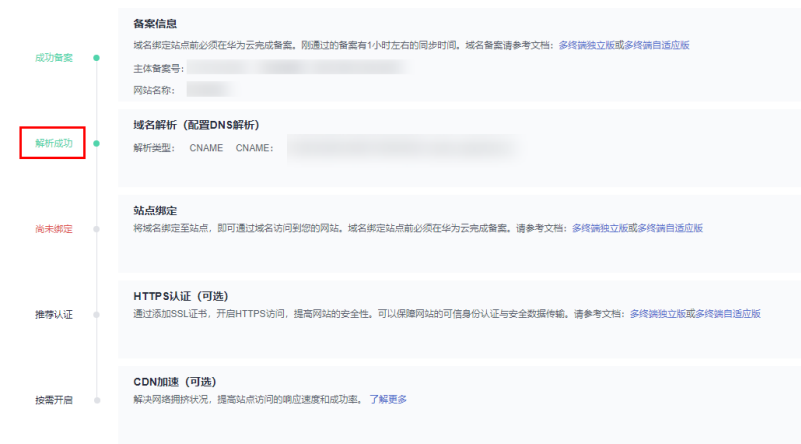 备案信息
域名绑定站点前必须在华为云完成备案。刚通过的备案有1小时左右的同步时间。域名备案请参考文档：多终端独立版或多终端自适应版
成功备案
主体备案号：
网站名称：
域名解析（配置DNS解析）
解析成功
解析类型： CNAME CNAME：
站点绑定
将域名绑定至站点，即可通过域名访问到您的网站。域名绑定站点前必须在华为云完成备案。请参考文档：多终端独立版或多终端自适应版
尚未绑定
HTTPS认证（可选）
通过添加SSL证书，开启HTTPS访问，提高网站的安全性。可以保障网站的可信身份认证与安全数据传输。请参考文档：多终端独立版或多终端自适应版
推荐认证
CDN加速（可选）
解决网络拥挤状况，提高站点访问的响应速度和成功率。 了解更多
按需开启